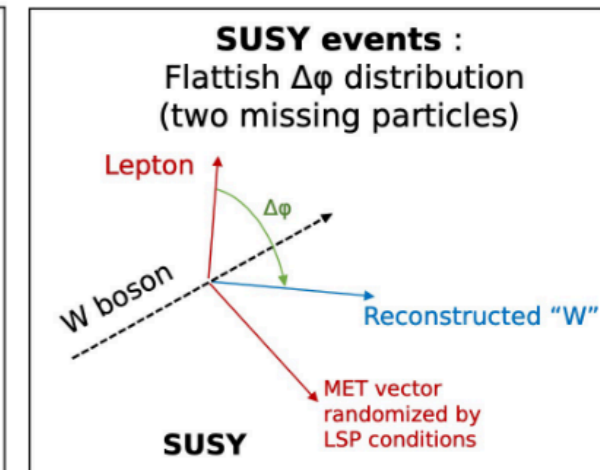 SUSY events :
Flattish Δφ distribution
(two missing particles)
Lepton
Δφ
W boson
Reconstructed “W”
MET vector
randomized by
LSP conditions
SUSY